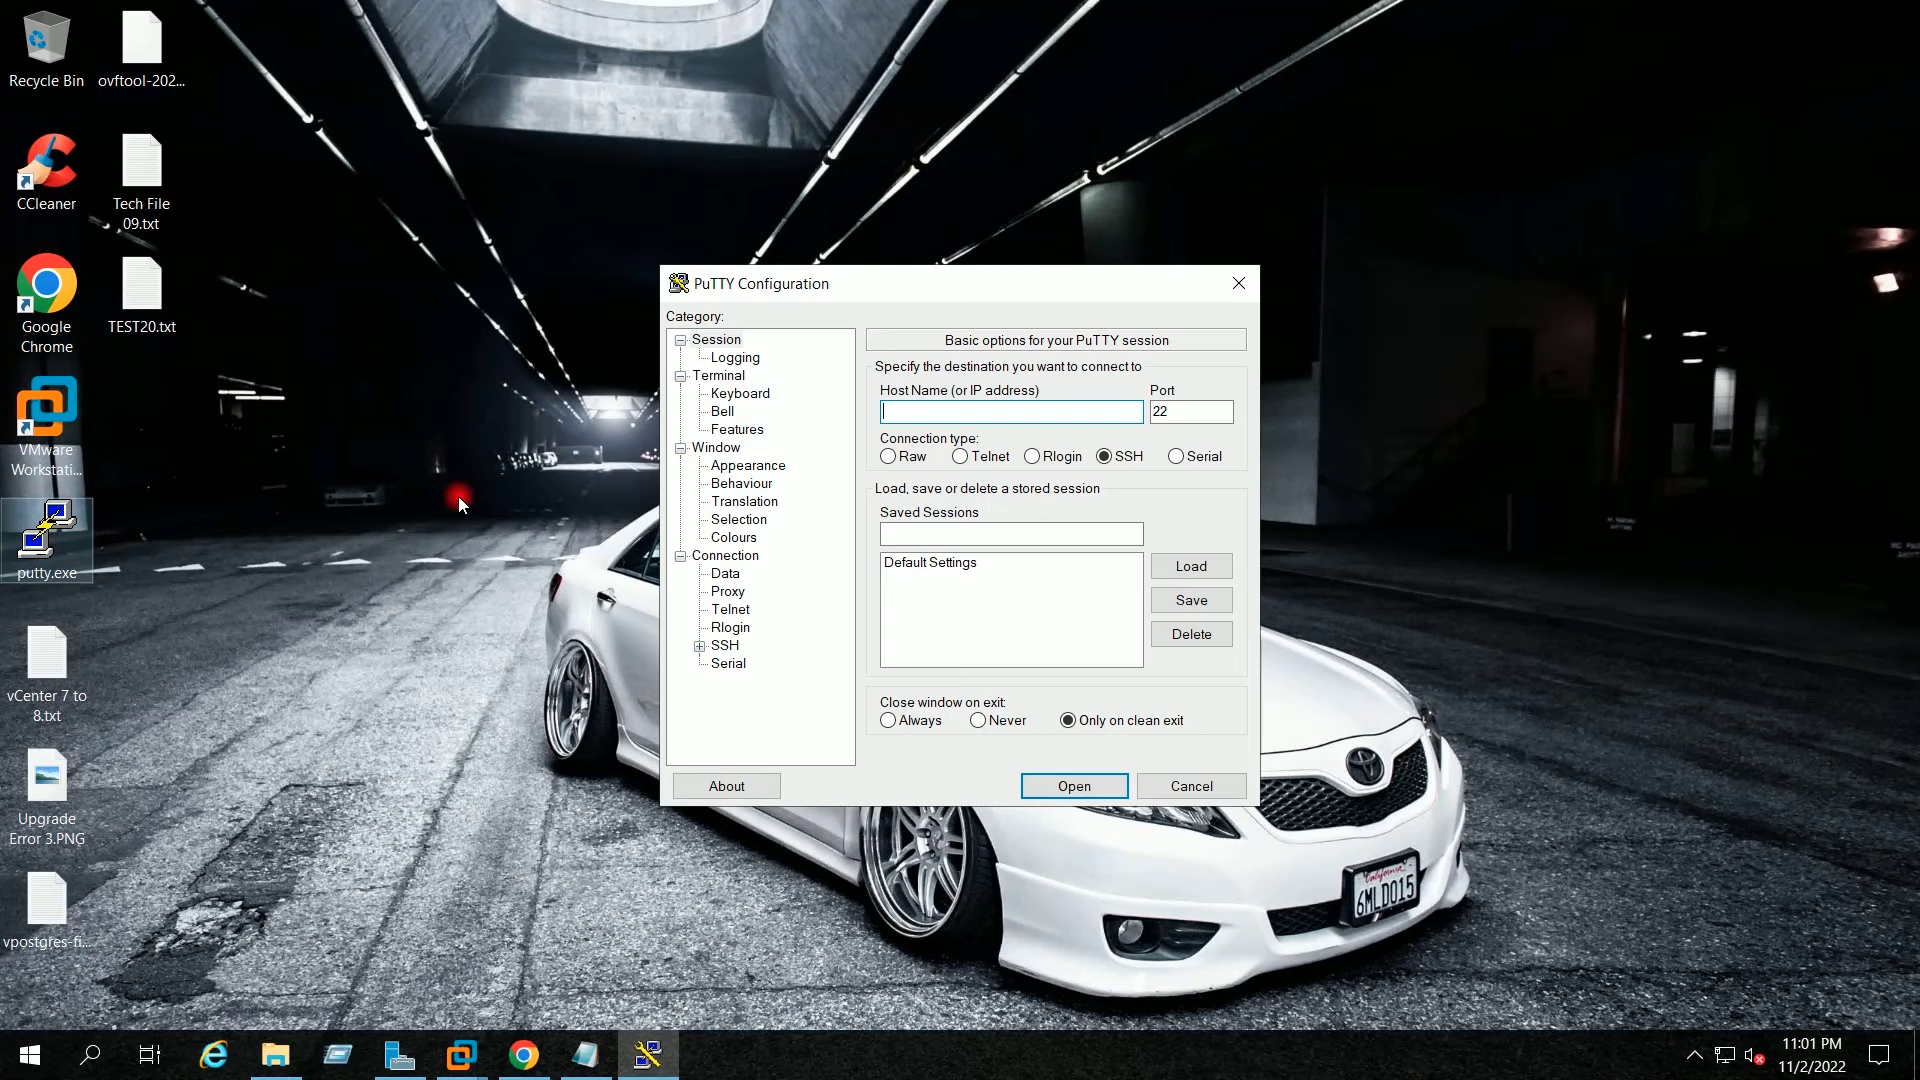 Recycle Bin
ovftool-202...
CCleaner
Tech File
09.txt
Google
Chrome
TEST20.txt
VMware
Workstati...
putty.exe
vCenter 7 to
8.txt
Upgrade
Error 3.PNG
vpostgres-fi...
PuTTY Configuration
Category:
Session
Logging
Terminal
Keyboard
Bell
Features
Window
Appearance
Behaviour
Translation
Selection
Colours
Connection
Data
Proxy
Telnet
Rlogin
SSH
Serial
Basic options for your PuTTY session
Specify the destination you want to connect to
Host Name (or IP address)
Port
22
Connection type:
Raw
Telnet
Rlogin
SSH
Serial
Load, save or delete a stored session
Saved Sessions
Default Settings
Load
Save
Delete
Close window on exit:
Always
Never
Only on clean exit
About
Open
Cancel
California
6MLD015
11:01 PM
11/2/2022